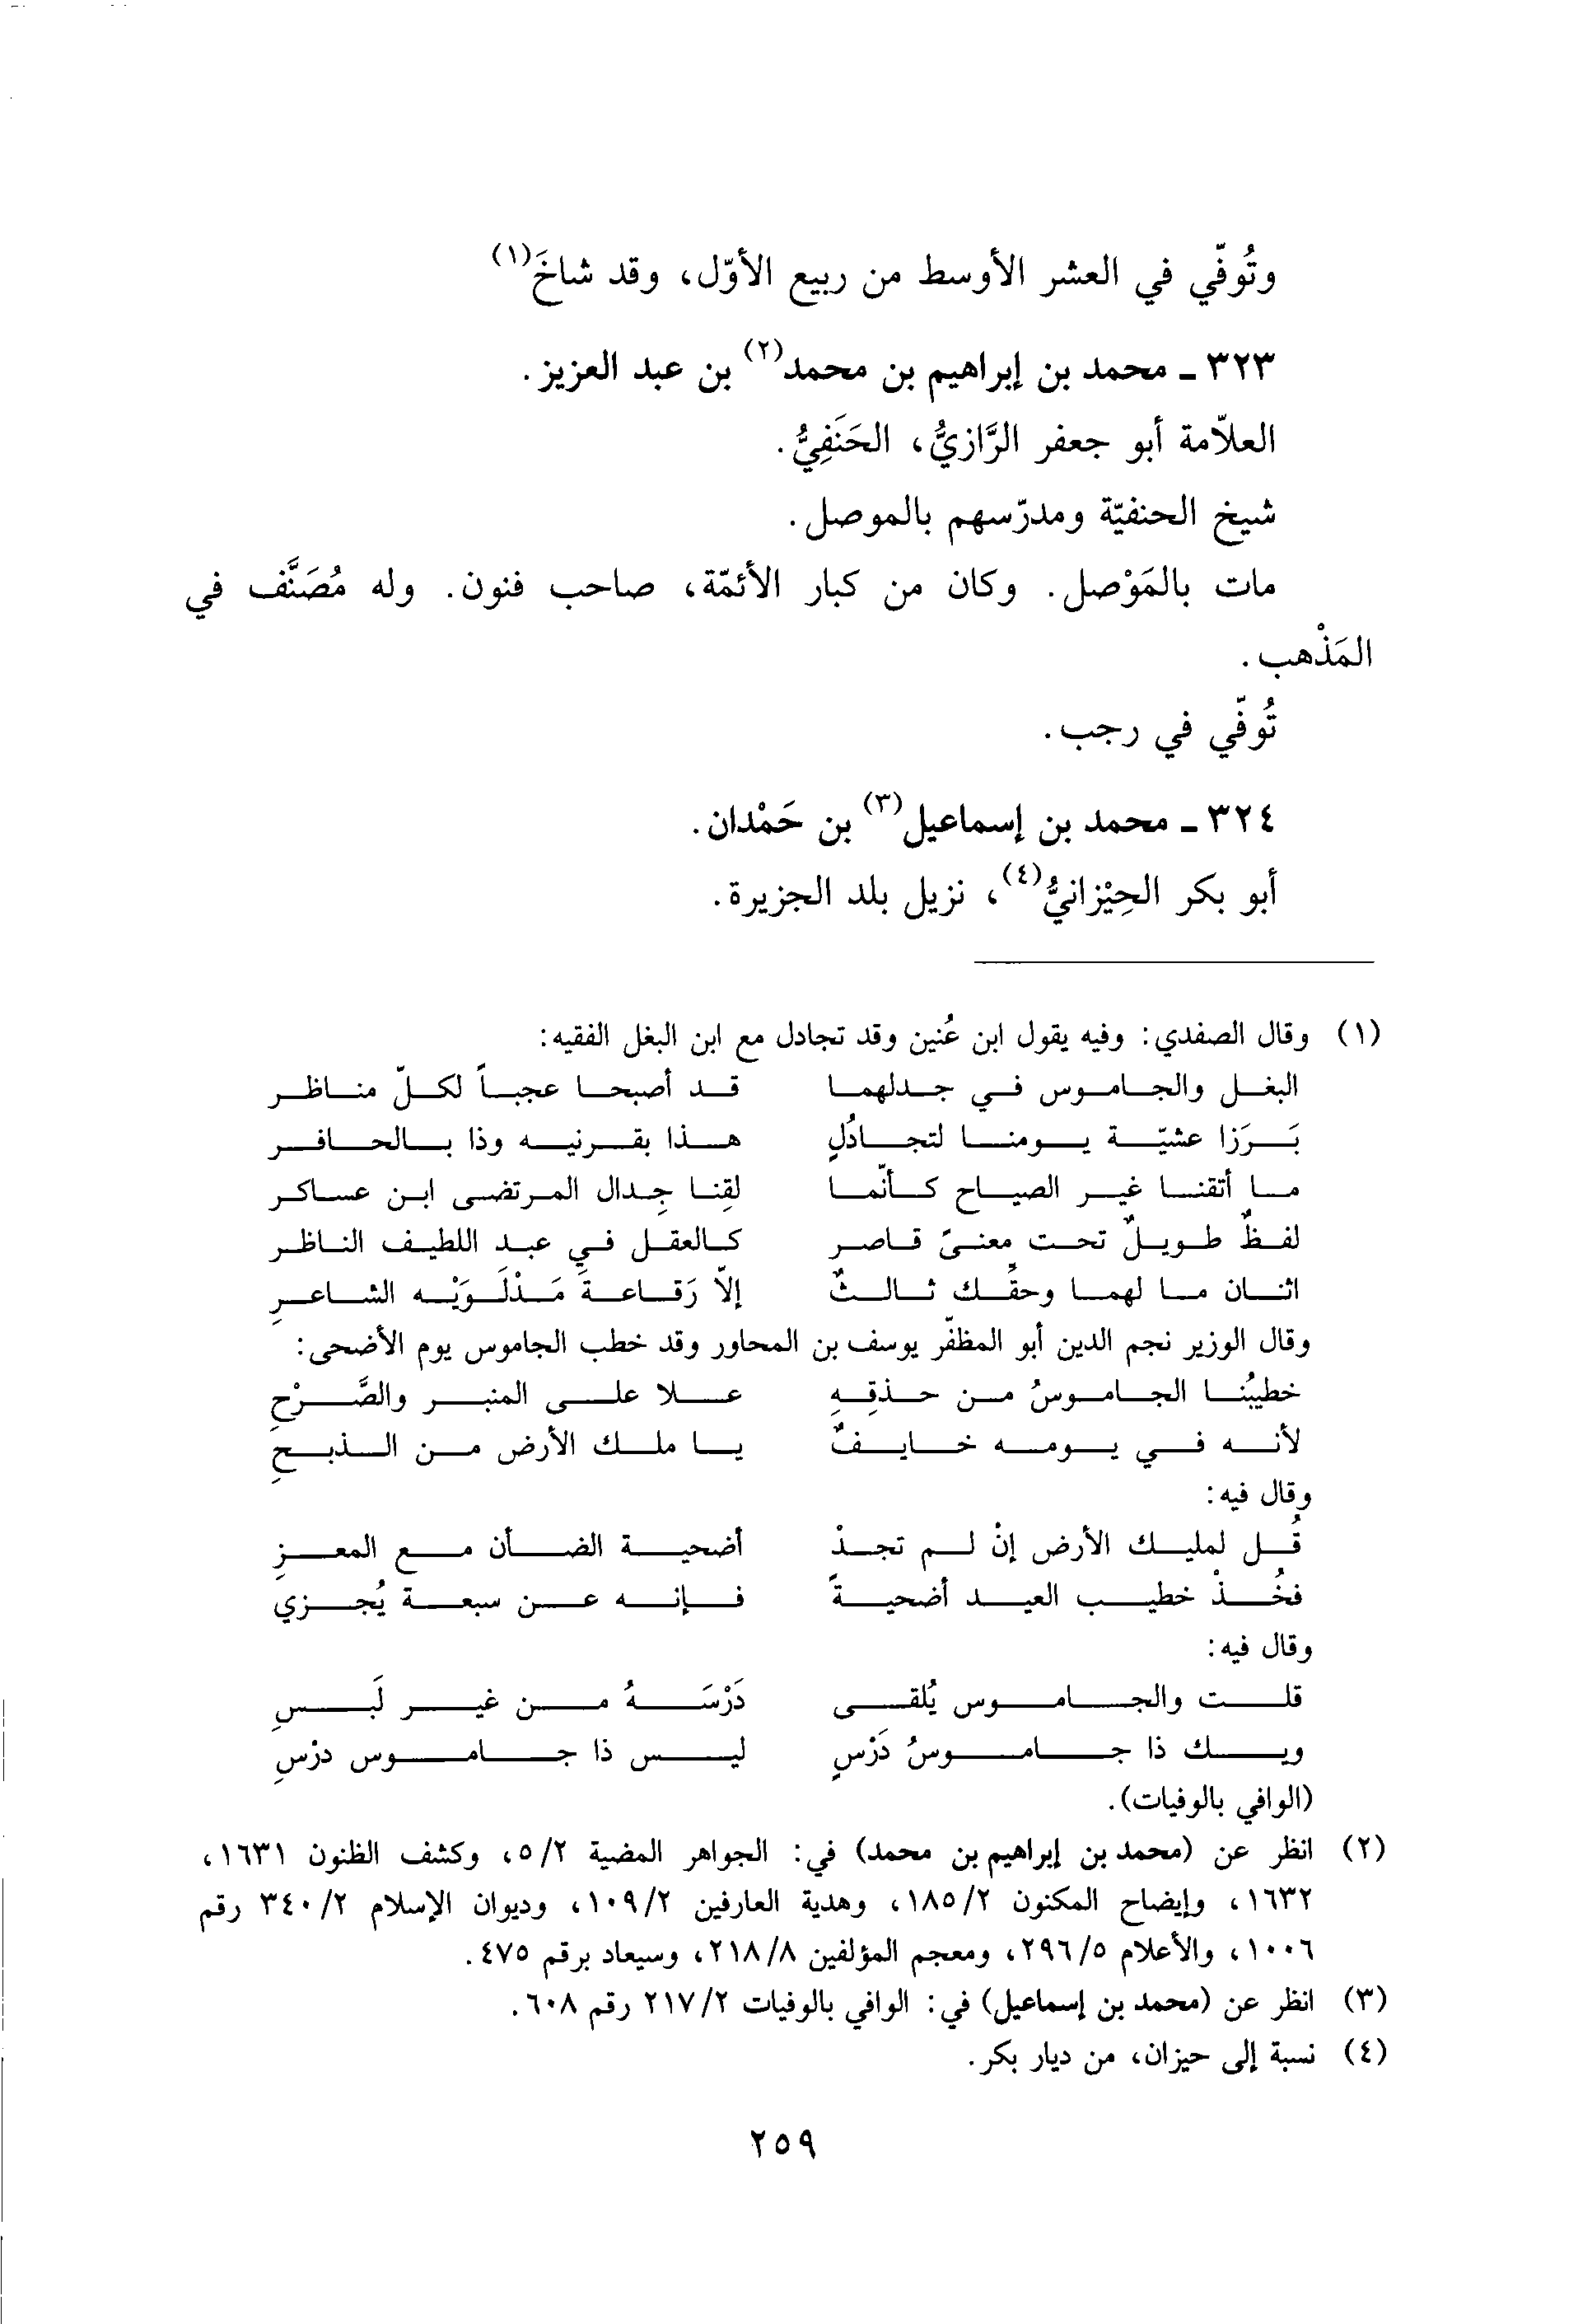 وتُوفّي في العشر الأوسط من ربيع الأوّل، وقد شاخَ(١)
٣٢٣ ـ محمد بن إبراهيم بن محمد(٢) بن عبد العزيز.
العلاّمة أبو جعفر الرَّازيُّ، الحَنَفِيُّ.
شيخ الحنفيّة ومدرّسهم بالموصل.
مات بالمَوْصل. وكان من كبار الأئمّة، صاحب فنون. وله مُصَنَّف في
المَذْهب.
تُوفّي في رجب.
٣٢٤ ـ محمد بن إسماعيل(٣) بن حَمْدان.
أبو بكر الحِيْزانيُّ(٤)، نزيل بلد الجزيرة.
(١) وقال الصفدي: وفيه يقول ابن عُنين وقد تجادل مع ابن البغل الفقيه:
البغل والجاموس في جدلهما قد أصبحا عجباً لكلّ مناظر
بَرَزا عشيّة يومنا لتجادُلٍ هذا بقرنيه وذا بالحافر
ما أتقنا غير الصياح كأنّما لقِنا جِدال المرتضى ابن عساكر
لفظٌ طويلٌ تحت معنىً قاصر كالعقل في عبد اللطيف الناظر
اثنان ما لهما وحقِّك ثالثٌ إلاّ رَقاعةَ مَذْلَوَيْه الشاعرِ
وقال الوزير نجم الدين أبو المظفّر يوسف بن المحاور وقد خطب الجاموس يوم الأضحى:
خطيبُنا الجاموسُ من حذقِهِ علا على المنبر والصَّرْحِ
لأنه في يومه خايفٌ يا ملك الأرض من الذبحِ
وقال فيه:
قُل لمليك الأرض إنْ لم تجدْ أضحية الضأن مع المعزِ
فخُذْ خطيب العيد أضحيةً فإنه عن سبعة يُجزي
وقال فيه:
قلت والجاموس يُلقى دَرْسَهُ من غير لَبسِ
ويك ذا جاموسُ دَرْسٍ ليس ذا جاموس درْسِ
(الوافي بالوفيات).
(٢) انظر عن (محمد بن إبراهيم بن محمد) في: الجواهر المضية ٥/٢، وكشف الظنون ١٦٣١،
١٦٣٢، وإيضاح المكنون ١٨٥/٢، وهدية العارفين ١٠٩/٢، وديوان الإسلام ٣٤٠/٢ رقم
١٠٠٦، والأعلام ٢٩٦/٥، ومعجم المؤلفين ٢١٨/٨، وسيعاد برقم ٤٧٥.
(٣) انظر عن (محمد بن إسماعيل) في: الوافي بالوفيات ٢١٧/٢ رقم ٦٠٨.
(٤) نسبة إلى حيزان، من ديار بكر.
٢٥٩